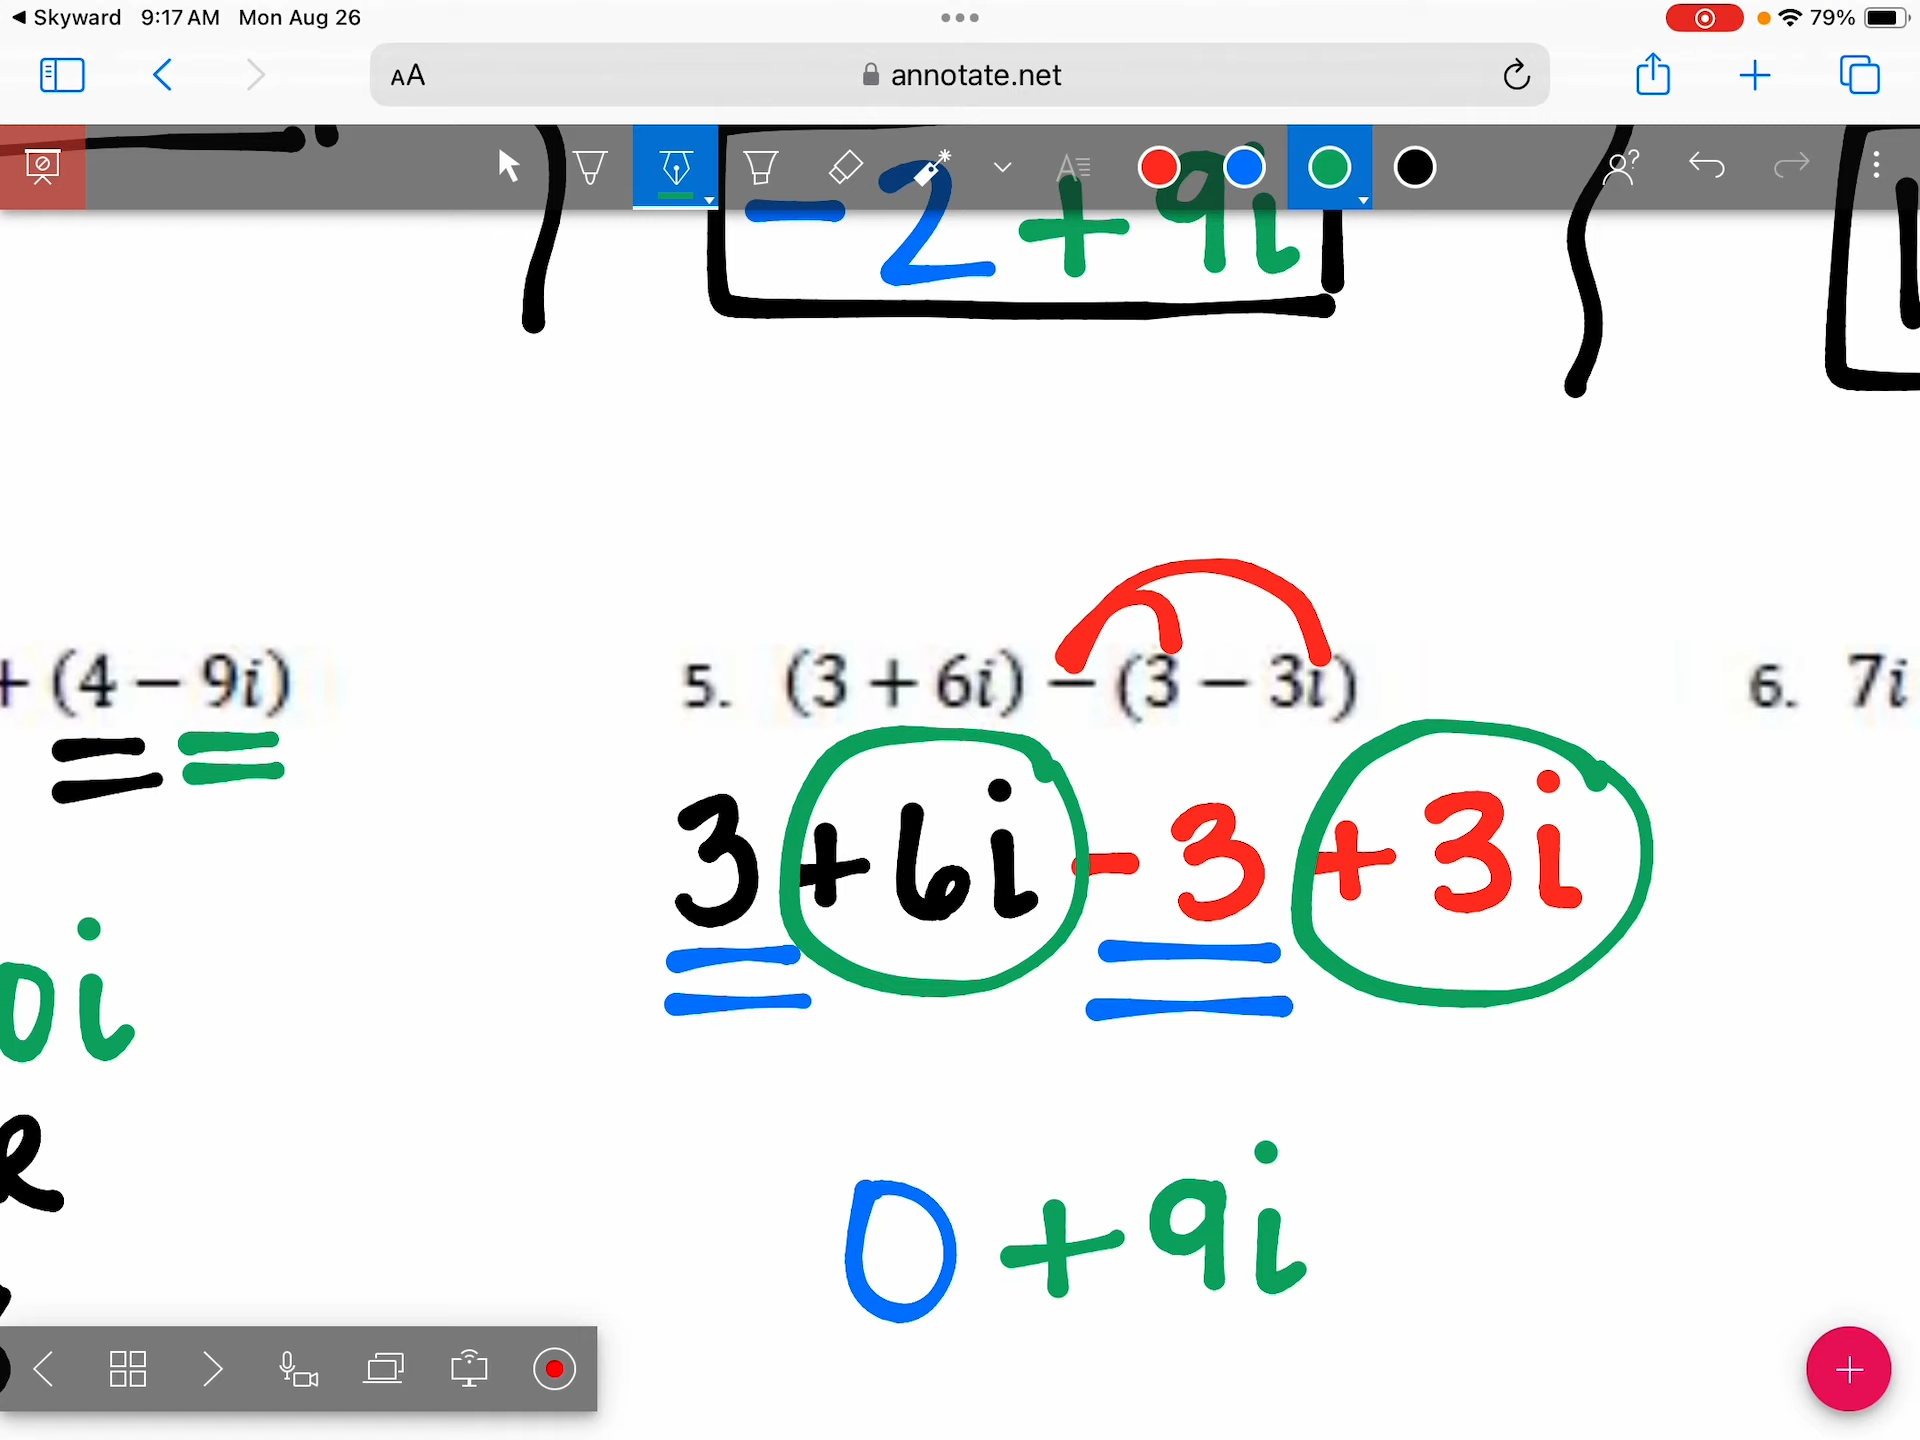 Skyward 9:17 AM Mon Aug 26
79%
AA annotate.net
-2 + 9i
+ (4 − 9i)
5. (3 + 6i) − (3 − 3i)
6. 7i
3 + 6i - 3 + 3i
0i
0 + 9i